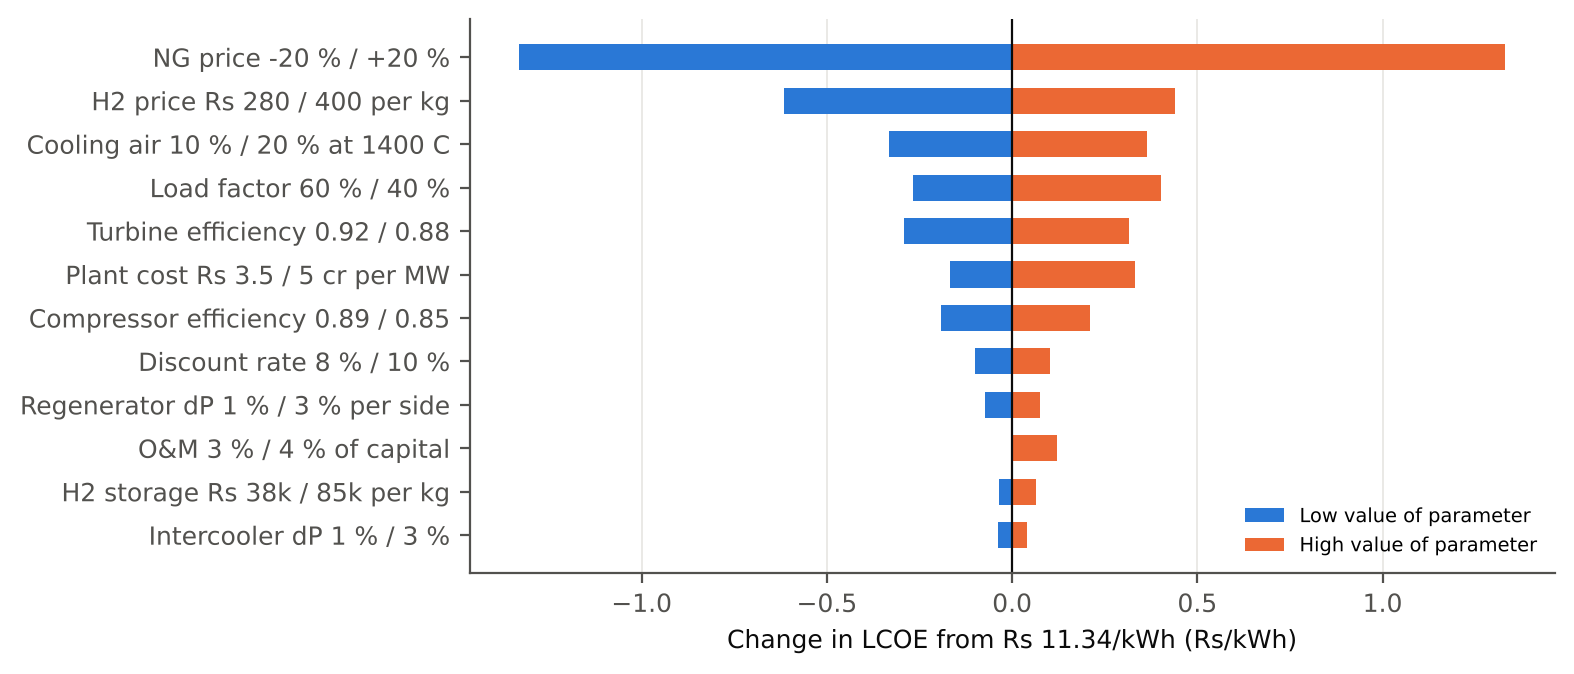 NG price -20 % / +20 %
H2 price Rs 280 / 400 per kg
Cooling air 10 % / 20 % at 1400 C
Load factor 60 % / 40 %
Turbine efficiency 0.92 / 0.88
Plant cost Rs 3.5 / 5 cr per MW
Compressor efficiency 0.89 / 0.85
Discount rate 8 % / 10 %
Regenerator dP 1 % / 3 % per side
O&M 3 % / 4 % of capital
H2 storage Rs 38k / 85k per kg
Intercooler dP 1 % / 3 %
Low value of parameter
High value of parameter
−1.0 −0.5 0.0 0.5 1.0
Change in LCOE from Rs 11.34/kWh (Rs/kWh)